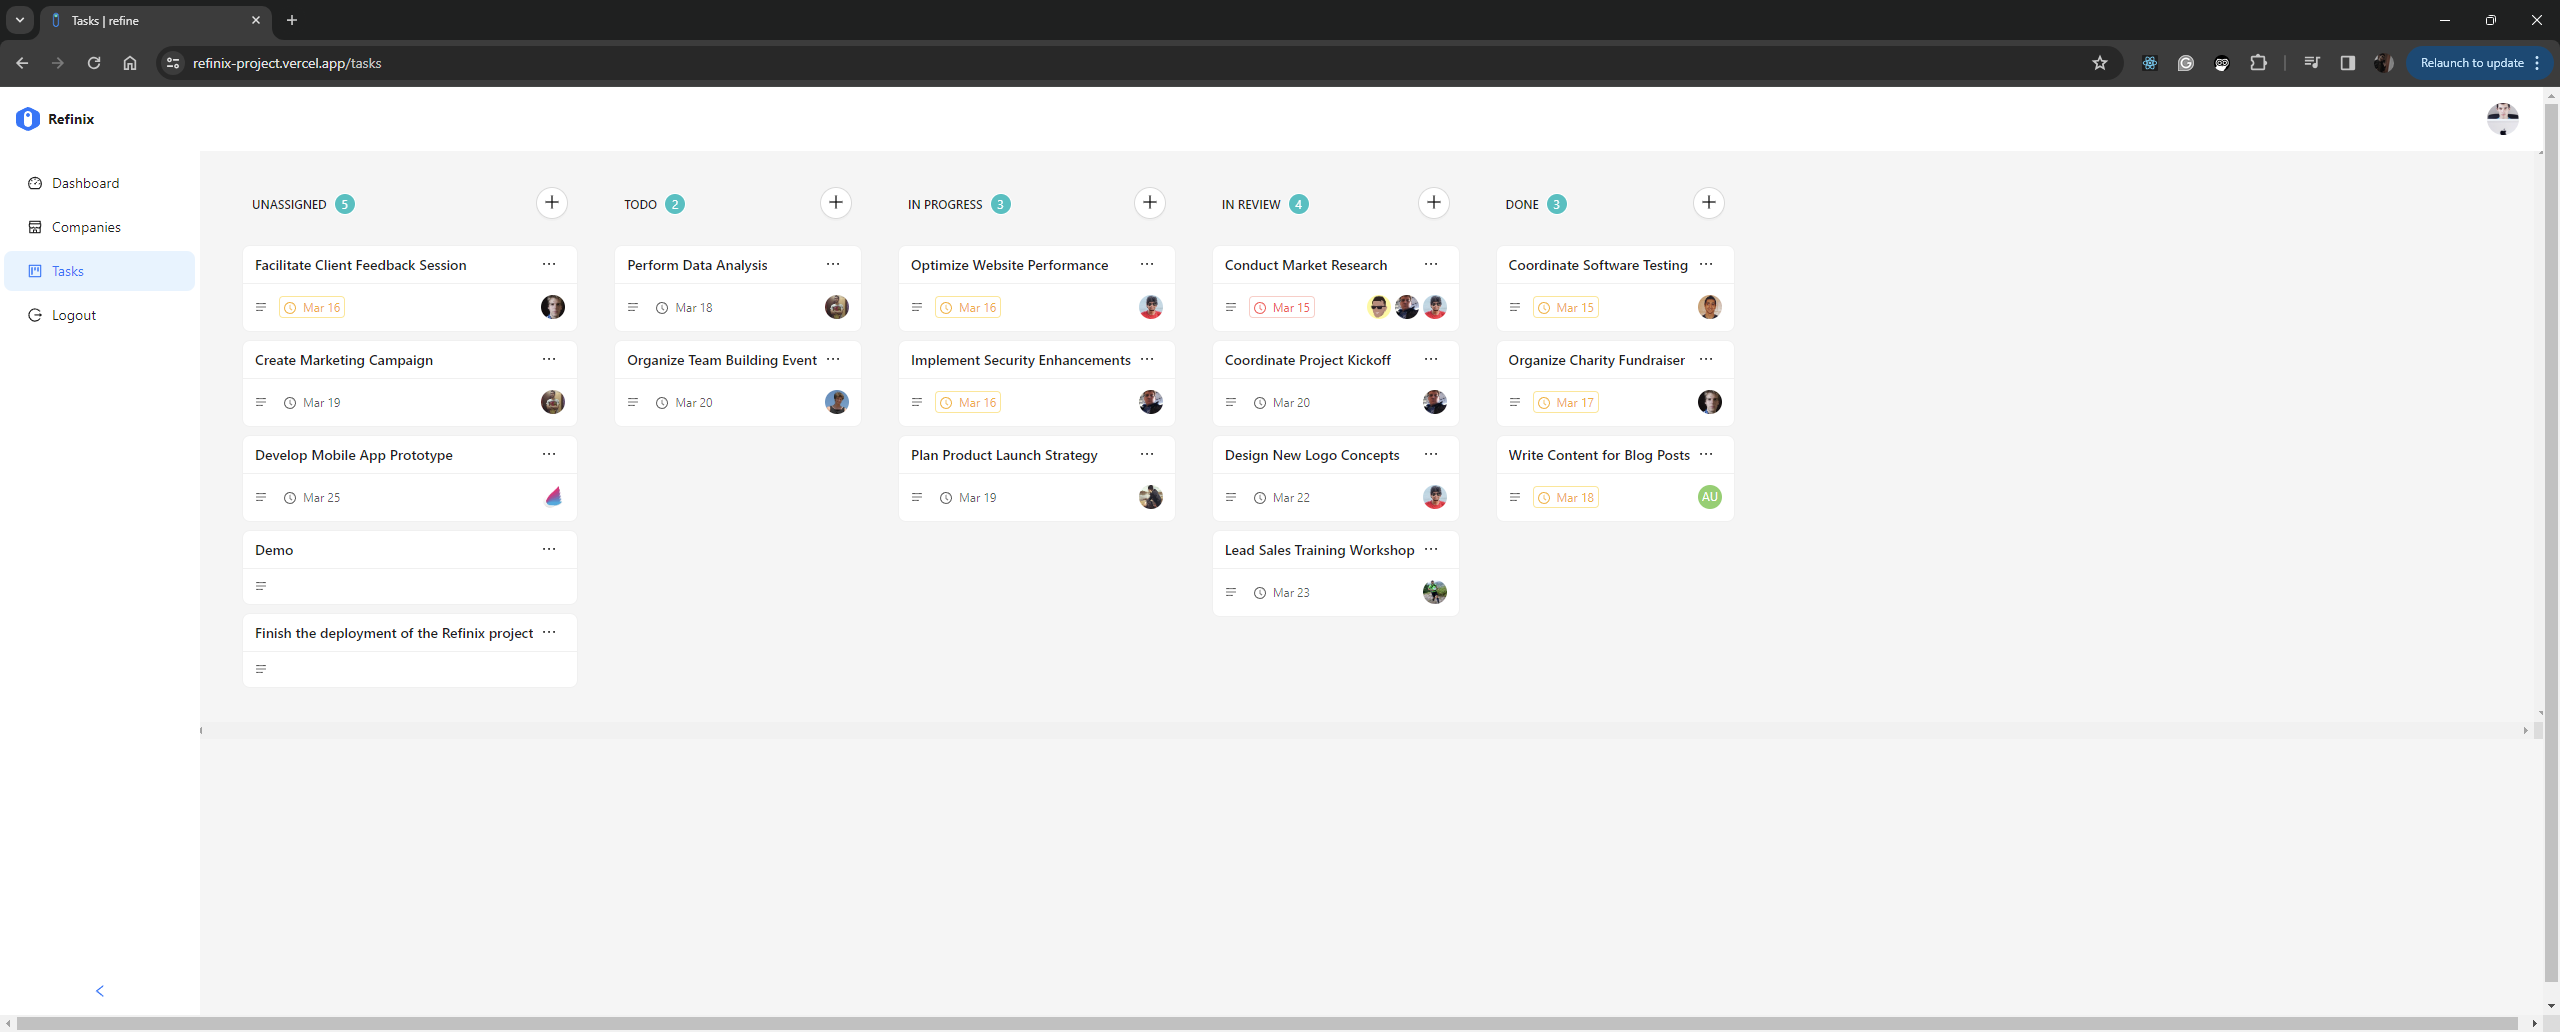 Tasks | refine
refinix-project.vercel.app/tasks
Relaunch to update
Refinix
Dashboard
Companies
Tasks
Logout
UNASSIGNED 5
Facilitate Client Feedback Session
Mar 16
Create Marketing Campaign
Mar 19
Develop Mobile App Prototype
Mar 25
Demo
Finish the deployment of the Refinix project
TODO 2
Perform Data Analysis
Mar 18
Organize Team Building Event
Mar 20
IN PROGRESS 3
Optimize Website Performance
Mar 16
Implement Security Enhancements
Mar 16
Plan Product Launch Strategy
Mar 19
IN REVIEW 4
Conduct Market Research
Mar 15
Coordinate Project Kickoff
Mar 20
Design New Logo Concepts
Mar 22
Lead Sales Training Workshop
Mar 23
DONE 3
Coordinate Software Testing
Mar 15
Organize Charity Fundraiser
Mar 17
Write Content for Blog Posts
Mar 18
AU